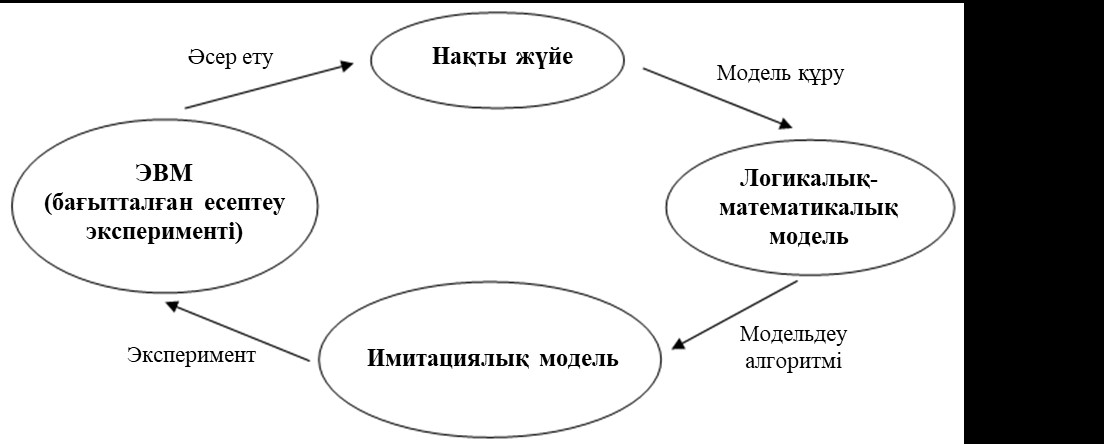 Әсер ету
Нақты жүйе
Модель құру
ЭВМ
(бағытталған есептеу
эксперименті)
Логикалық-
математикалық
модель
Эксперимент
Имитациялық модель
Модельдеу
алгоритмі